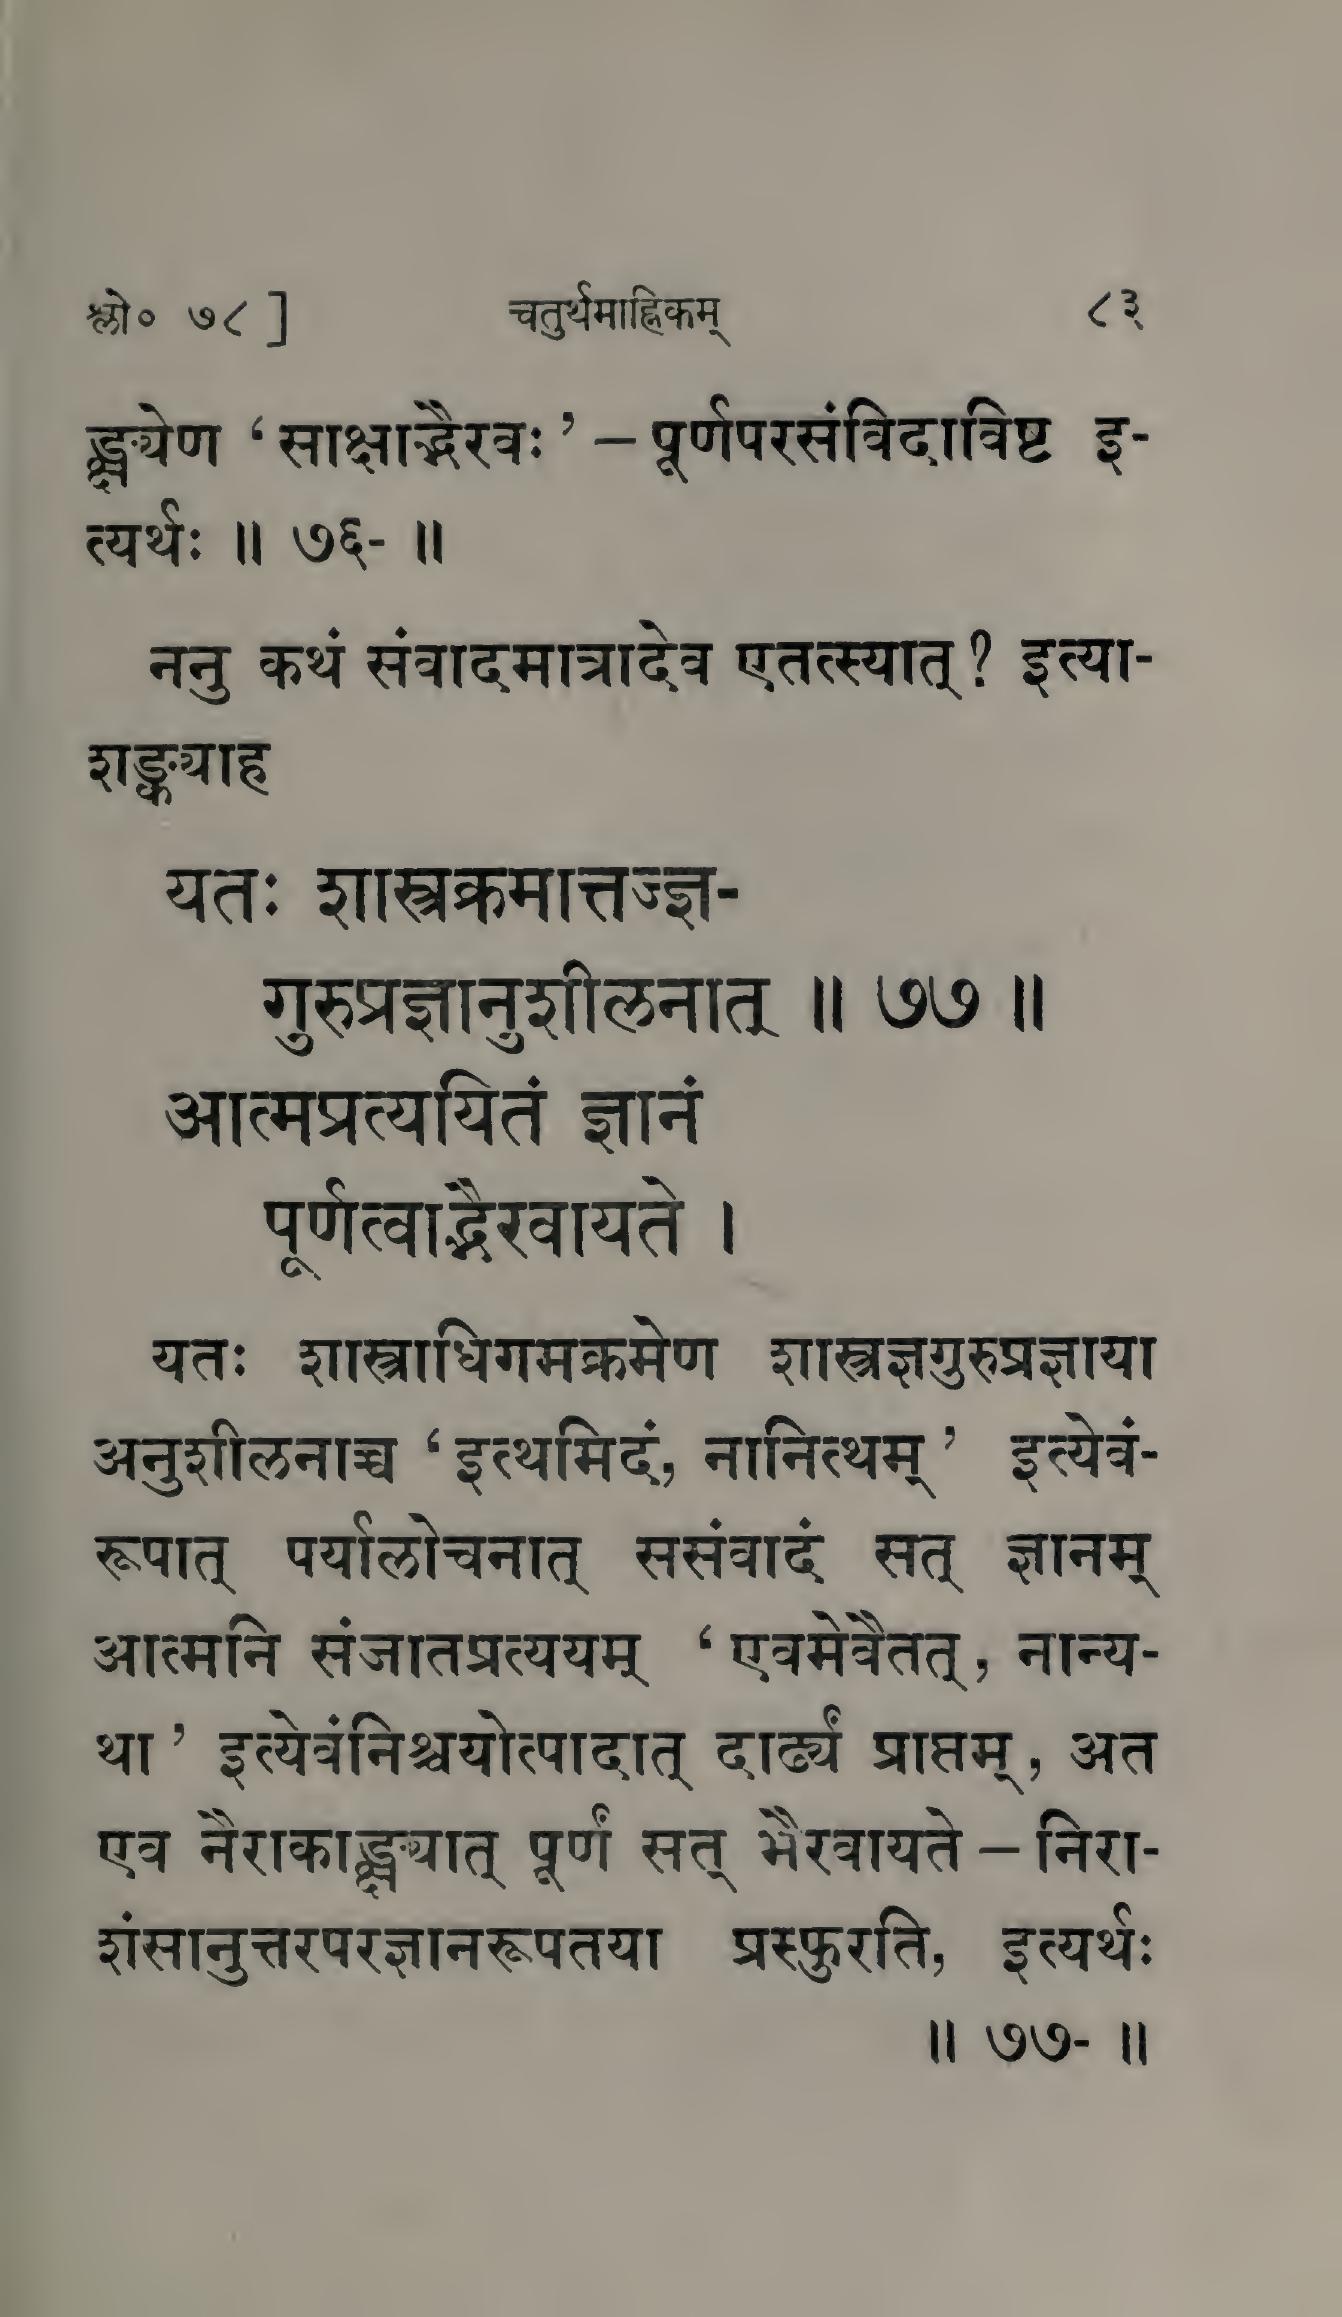 श्लो० ७८ ] चतुर्थमाह्निकम् ८३
ङ्क्ष्येण ‘साक्षाद्भैरवः’ – पूर्णपरसंविदाविष्ट इ-
त्यर्थः ॥ ७६- ॥
ननु कथं संवादमात्रादेव एतत्स्यात्? इत्या-
शङ्क्याह
यतः शास्त्रक्रमात्तज्ज्ञ-
गुरुप्रज्ञानुशीलनात् ॥ ७७ ॥
आत्मप्रत्ययितं ज्ञानं
पूर्णत्वाद्भैरवायते ।
यतः शास्त्राधिगमक्रमेण शास्त्रज्ञगुरुप्रज्ञाया
अनुशीलनाच्च ‘इत्थमिदं, नानित्थम्’ इत्येवं-
रूपात् पर्यालोचनात् ससंवादं सत् ज्ञानम्
आत्मनि संजातप्रत्ययम् ‘एवमेवैतत्, नान्य-
था’ इत्येवंनिश्चयोत्पादात् दार्ढ्यं प्राप्तम्, अत
एव नैराकाङ्क्ष्यात् पूर्णं सत् भैरवायते – निरा-
शंसानुत्तरपरज्ञानरूपतया प्रस्फुरति, इत्यर्थः
॥ ७७- ॥